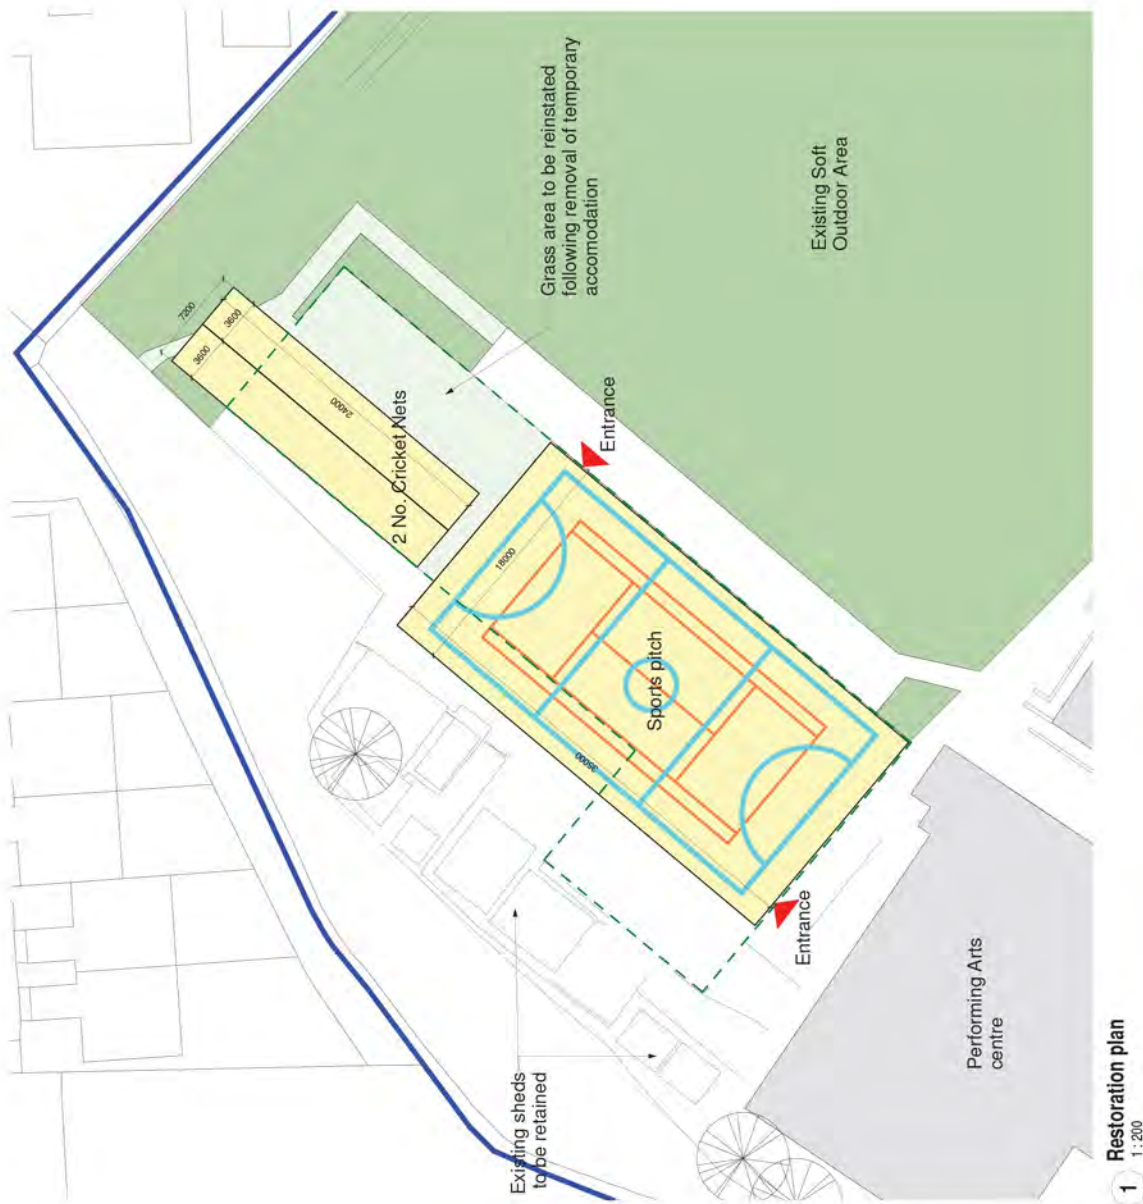 7200
3600
3600
24000
2 No. Cricket Nets
Grass area to be reinstated
following removal of temporary
accomodation
Existing Soft
Outdoor Area
Entrance
18000
35000
Sports pitch
Entrance
Existing sheds
to be retained
Performing Arts
centre
1
Restoration plan
1 : 200